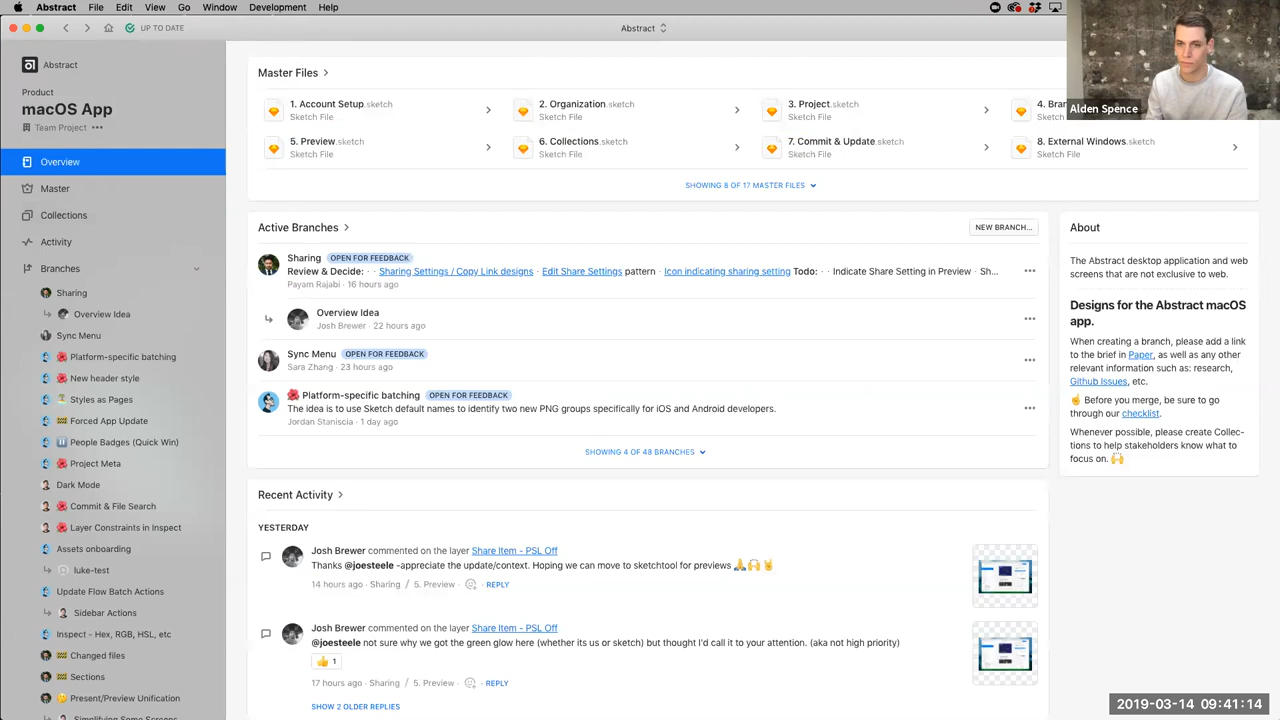 Abstract File Edit View Go Window Development Help
UP TO DATE
Abstract
Abstract
Product
macOS App
Team Project
Overview
Master
Collections
Activity
Branches
Sharing
Overview Idea
Sync Menu
Platform-specific batching
New header style
Styles as Pages
Forced App Update
People Badges (Quick Win)
Project Meta
Dark Mode
Commit & File Search
Layer Constraints in Inspect
Assets onboarding
luke-test
Update Flow Batch Actions
Sidebar Actions
Inspect - Hex, RGB, HSL, etc
Changed files
Sections
Present/Preview Unification
Simplifying Some Screens
Master Files
1. Account Setup.sketch
Sketch File
2. Organization.sketch
Sketch File
3. Project.sketch
Sketch File
4. Bran
Sketch File
5. Preview.sketch
Sketch File
6. Collections.sketch
Sketch File
7. Commit & Update.sketch
Sketch File
8. External Windows.sketch
Sketch File
SHOWING 8 OF 17 MASTER FILES
Active Branches
NEW BRANCH...
Sharing OPEN FOR FEEDBACK
Review & Decide: · · Sharing Settings / Copy Link designs · Edit Share Settings pattern · Icon indicating sharing setting Todo: · · Indicate Share Setting in Preview · Sh...
Payam Rajabi · 16 hours ago
Overview Idea
Josh Brewer · 22 hours ago
Sync Menu OPEN FOR FEEDBACK
Sara Zhang · 23 hours ago
Platform-specific batching OPEN FOR FEEDBACK
The idea is to use Sketch default names to identify two new PNG groups specifically for iOS and Android developers.
Jordan Staniscia · 1 day ago
SHOWING 4 OF 48 BRANCHES
Recent Activity
YESTERDAY
Josh Brewer commented on the layer Share Item - PSL Off
Thanks @joesteele -appreciate the update/context. Hoping we can move to sketchtool for previews 🙏 🙌 🤘
14 hours ago · Sharing / 5. Preview · · REPLY
Josh Brewer commented on the layer Share Item - PSL Off
@joesteele not sure why we got the green glow here (whether its us or sketch) but thought I'd call it to your attention. (aka not high priority)
👍 1
17 hours ago · Sharing / 5. Preview · · REPLY
SHOW 2 OLDER REPLIES
About
The Abstract desktop application and web
screens that are not exclusive to web.
Designs for the Abstract macOS
app.
When creating a branch, please add a link
to the brief in Paper, as well as any other
relevant information such as: research,
Github Issues, etc.
☝️ Before you merge, be sure to go
through our checklist.
Whenever possible, please create Collec-
tions to help stakeholders know what to
focus on. 🙌
Alden Spence
2019-03-14 09:41:14